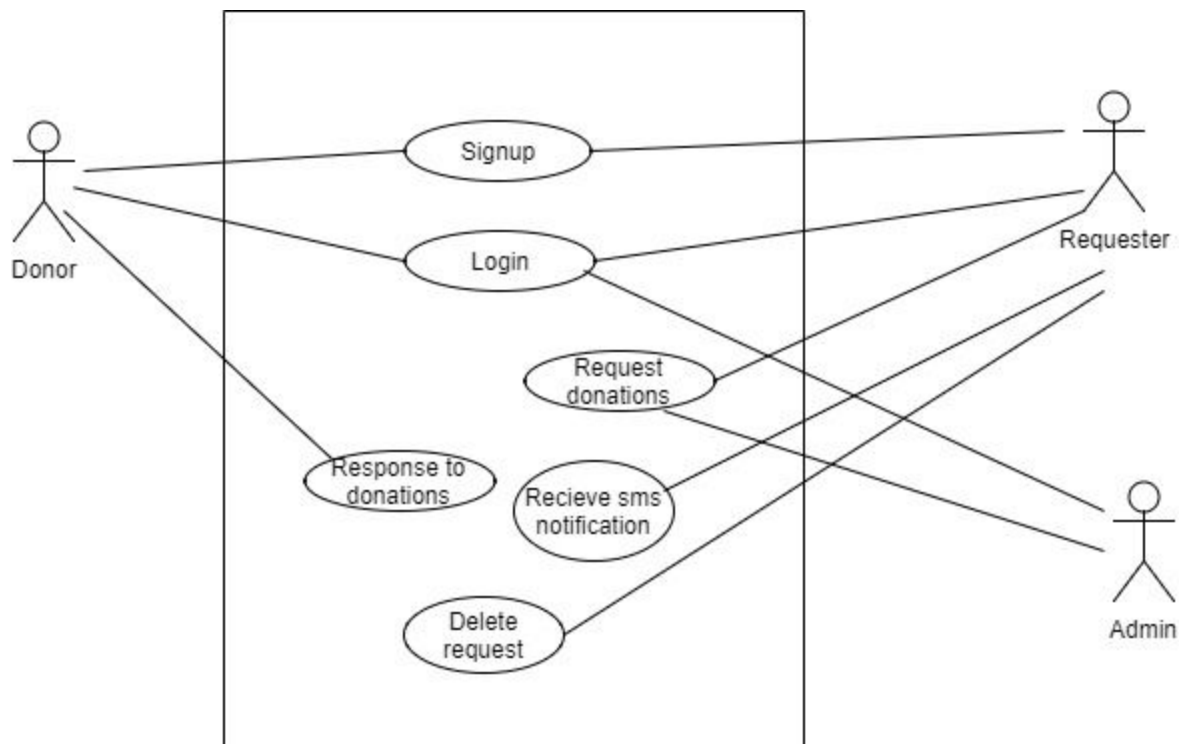 Signup
Requester
Login
Donor
Request
donations
Response to
donations
Recieve sms
notification
Delete
request
Admin